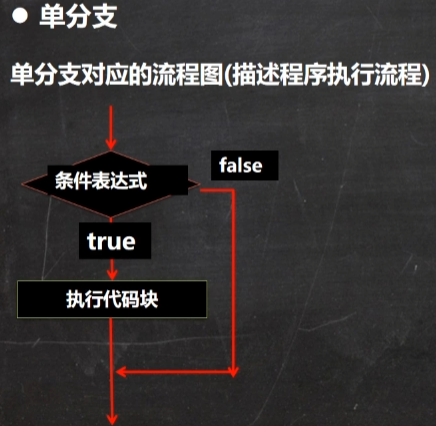 ● 单分支
单分支对应的流程图(描述程序执行流程)
false
条件表达式
true
执行代码块